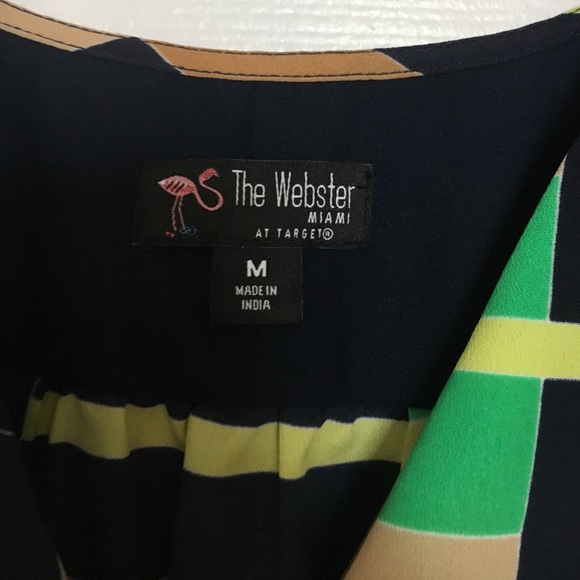 The Webster
MIAMI
AT TARGET®
M
MADE IN
INDIA